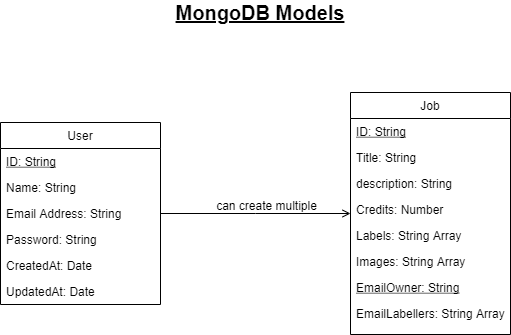 MongoDB Models
User
ID: String
Name: String
Email Address: String
Password: String
CreatedAt: Date
UpdatedAt: Date
can create multiple
Job
ID: String
Title: String
description: String
Credits: Number
Labels: String Array
Images: String Array
EmailOwner: String
EmailLabellers: String Array